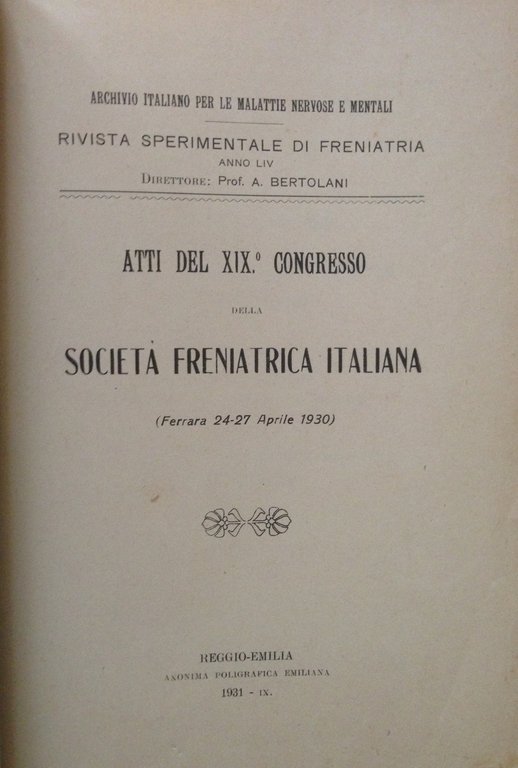 ARCHIVIO ITALIANO PER LE MALATTIE NERVOSE E MENTALI
RIVISTA SPERIMENTALE DI FRENIATRIA
ANNO LIV
DIRETTORE: Prof. A. BERTOLANI
ATTI DEL XIX.° CONGRESSO
DELLA
SOCIETÀ FRENIATRICA ITALIANA
(Ferrara 24-27 Aprile 1930)
REGGIO-EMILIA
ANONIMA POLIGRAFICA EMILIANA
1931 - IX.